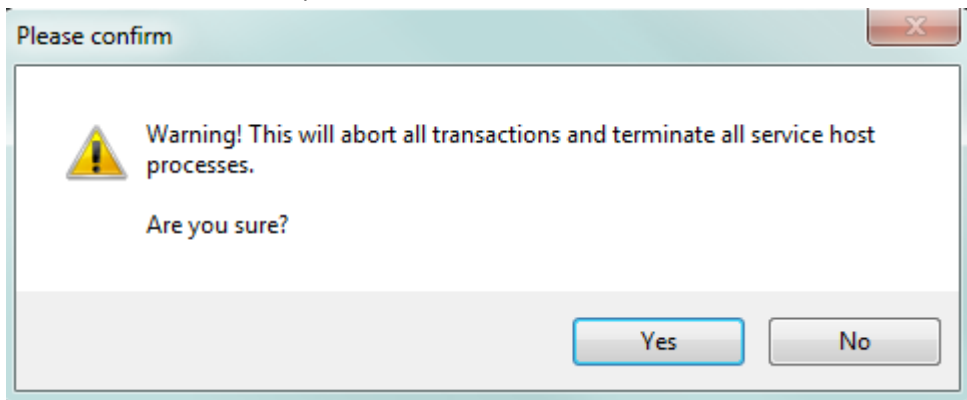 Please confirm
Warning! This will abort all transactions and terminate all service host
processes.
Are you sure?
Yes
No